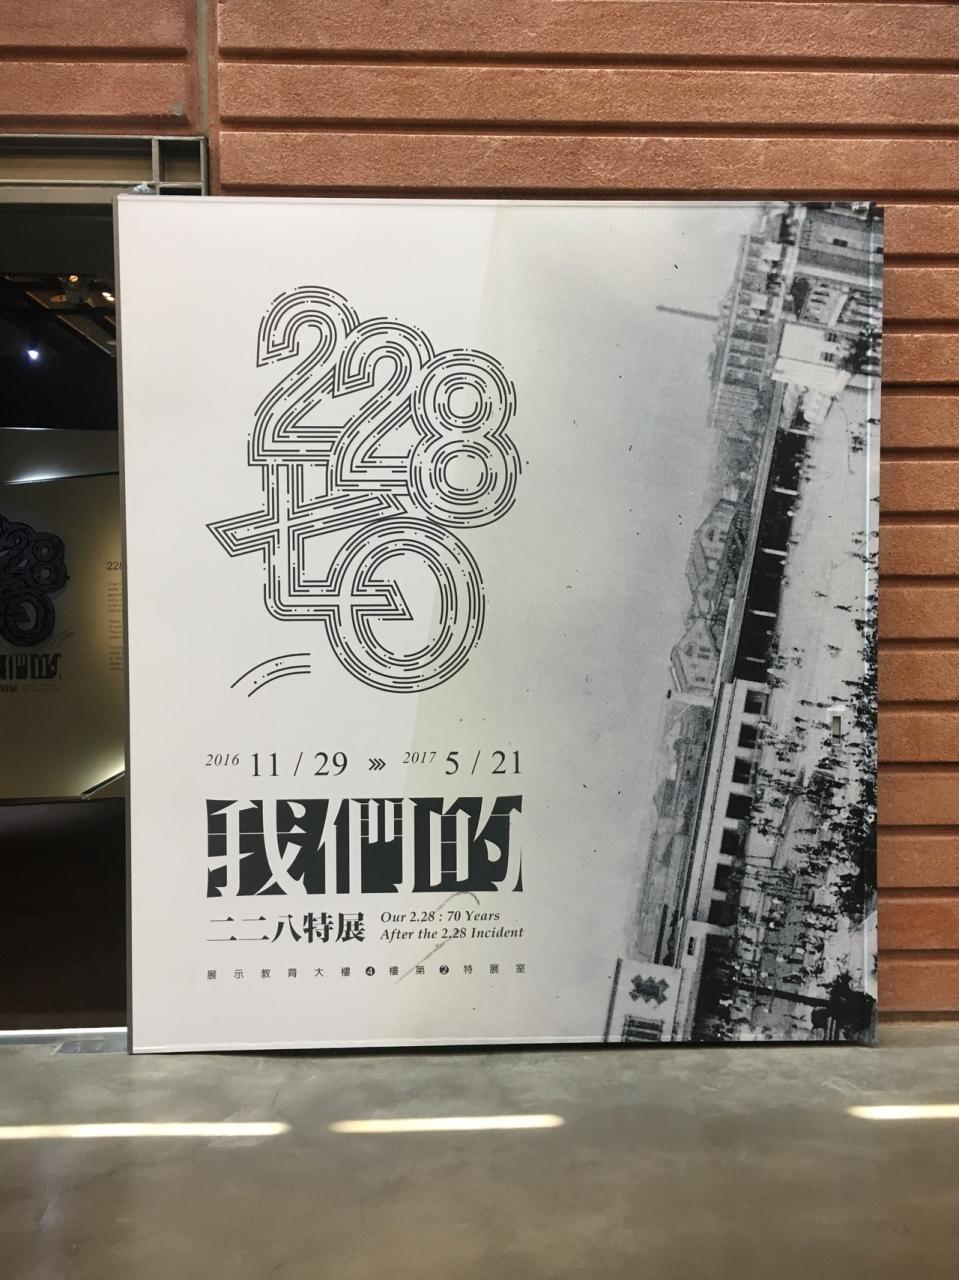 228
七0
2016 11 / 29 >>> 2017 5 / 21
我們的
二二八特展 Our 2.28 : 70 Years
After the 2.28 Incident
展示教育大樓4樓第2特展室
228